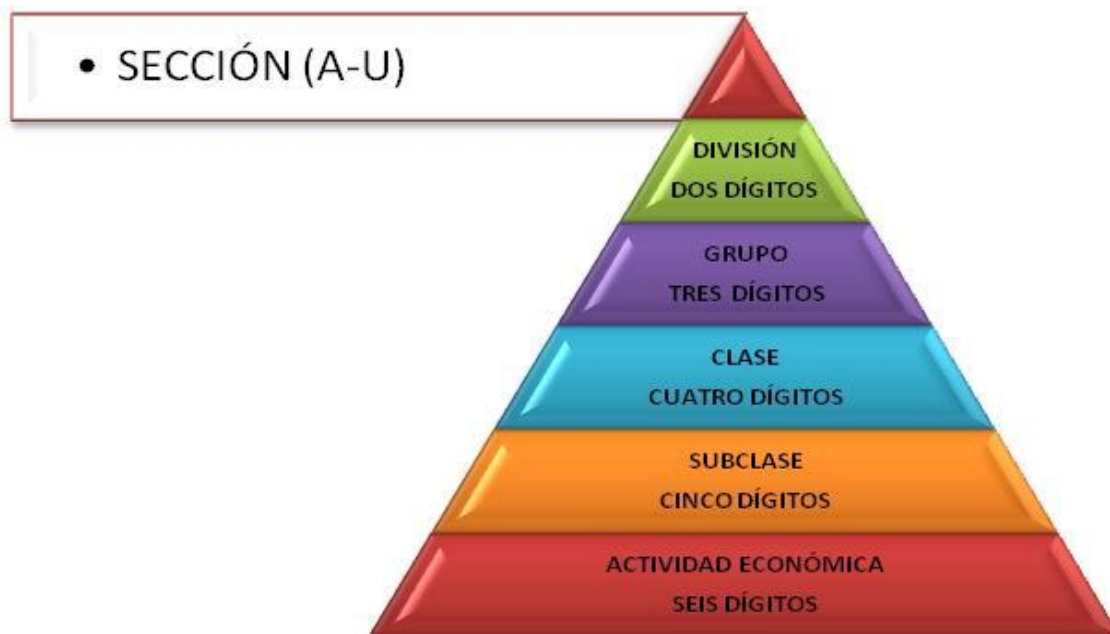 • SECCIÓN (A-U)
DIVISIÓN
DOS DÍGITOS
GRUPO
TRES DÍGITOS
CLASE
CUATRO DÍGITOS
SUBCLASE
CINCO DÍGITOS
ACTIVIDAD ECONÓMICA
SEIS DÍGITOS